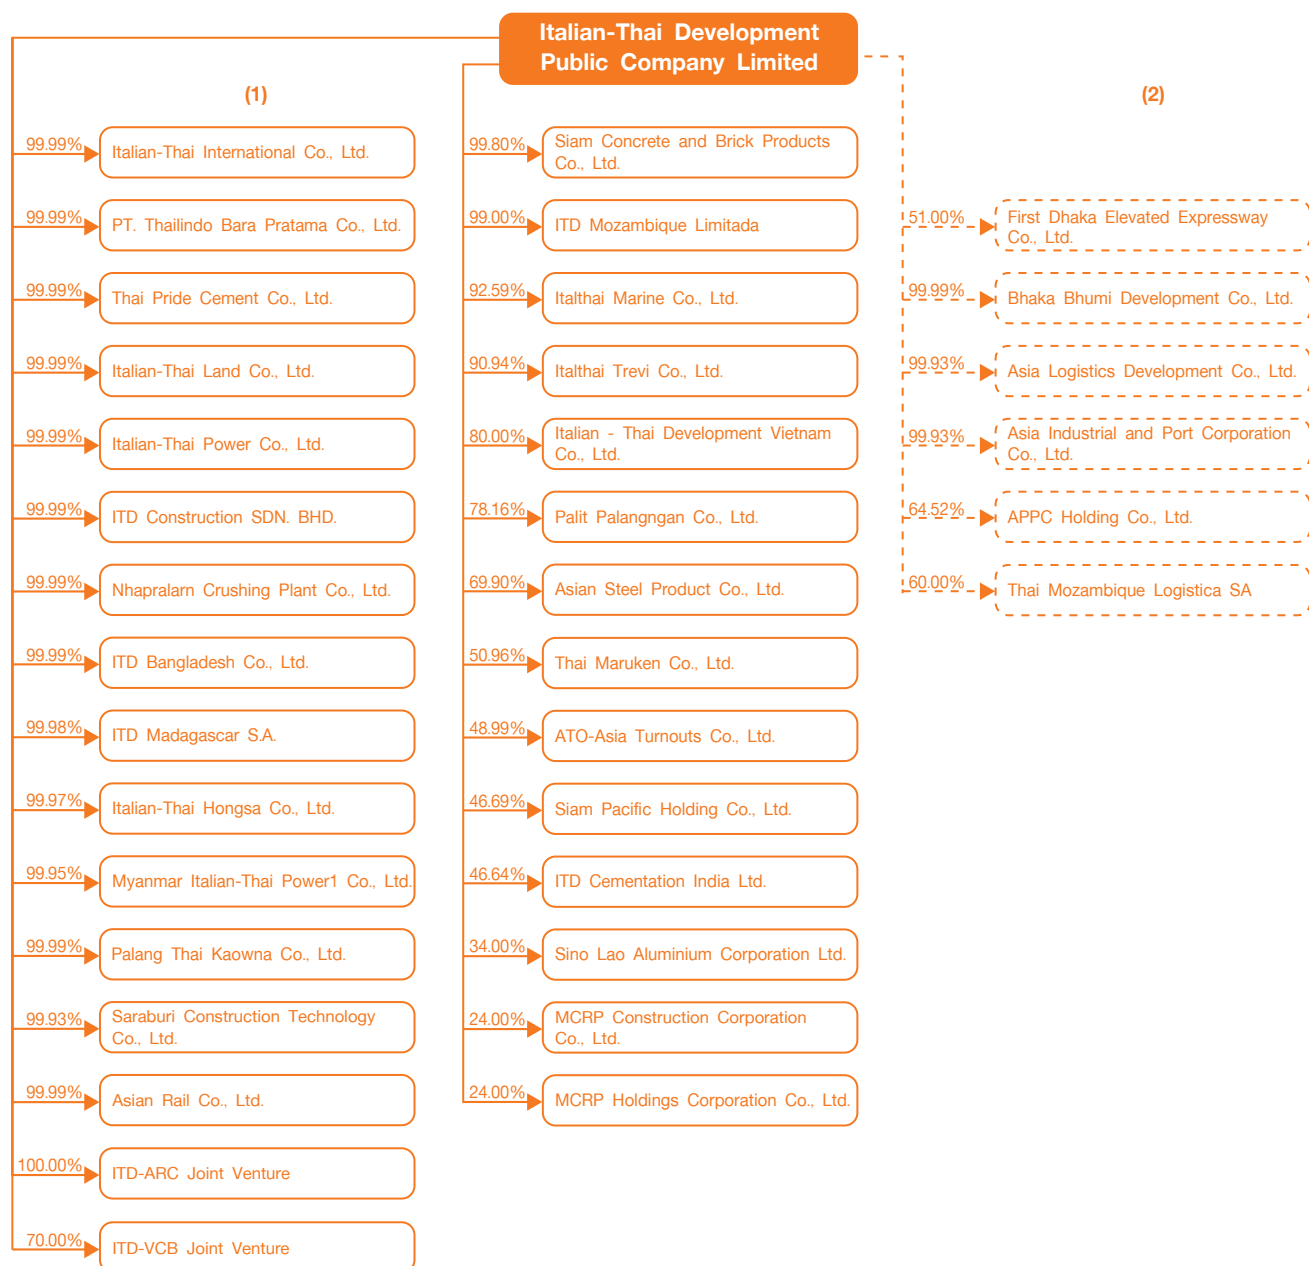 Italian-Thai Development
Public Company Limited
(1)
99.99%
Italian-Thai International Co., Ltd.
99.99%
PT. Thailindo Bara Pratama Co., Ltd.
99.99%
Thai Pride Cement Co., Ltd.
99.99%
Italian-Thai Land Co., Ltd.
99.99%
Italian-Thai Power Co., Ltd.
99.99%
ITD Construction SDN. BHD.
99.99%
Nhapralarn Crushing Plant Co., Ltd.
99.99%
ITD Bangladesh Co., Ltd.
99.98%
ITD Madagascar S.A.
99.97%
Italian-Thai Hongsa Co., Ltd.
99.95%
Myanmar Italian-Thai Power1 Co., Ltd.
99.99%
Palang Thai Kaowna Co., Ltd.
99.93%
Saraburi Construction Technology
Co., Ltd.
99.99%
Asian Rail Co., Ltd.
100.00%
ITD-ARC Joint Venture
70.00%
ITD-VCB Joint Venture
99.80%
Siam Concrete and Brick Products
Co., Ltd.
99.00%
ITD Mozambique Limitada
92.59%
Italthai Marine Co., Ltd.
90.94%
Italthai Trevi Co., Ltd.
80.00%
Italian - Thai Development Vietnam
Co., Ltd.
78.16%
Palit Palangngan Co., Ltd.
69.90%
Asian Steel Product Co., Ltd.
50.96%
Thai Maruken Co., Ltd.
48.99%
ATO-Asia Turnouts Co., Ltd.
46.69%
Siam Pacific Holding Co., Ltd.
46.64%
ITD Cementation India Ltd.
34.00%
Sino Lao Aluminium Corporation Ltd.
24.00%
MCRP Construction Corporation
Co., Ltd.
24.00%
MCRP Holdings Corporation Co., Ltd.
(2)
51.00%
First Dhaka Elevated Expressway
Co., Ltd.
99.99%
Bhaka Bhumi Development Co., Ltd.
99.93%
Asia Logistics Development Co., Ltd.
99.93%
Asia Industrial and Port Corporation
Co., Ltd.
64.52%
APPC Holding Co., Ltd.
60.00%
Thai Mozambique Logistica SA